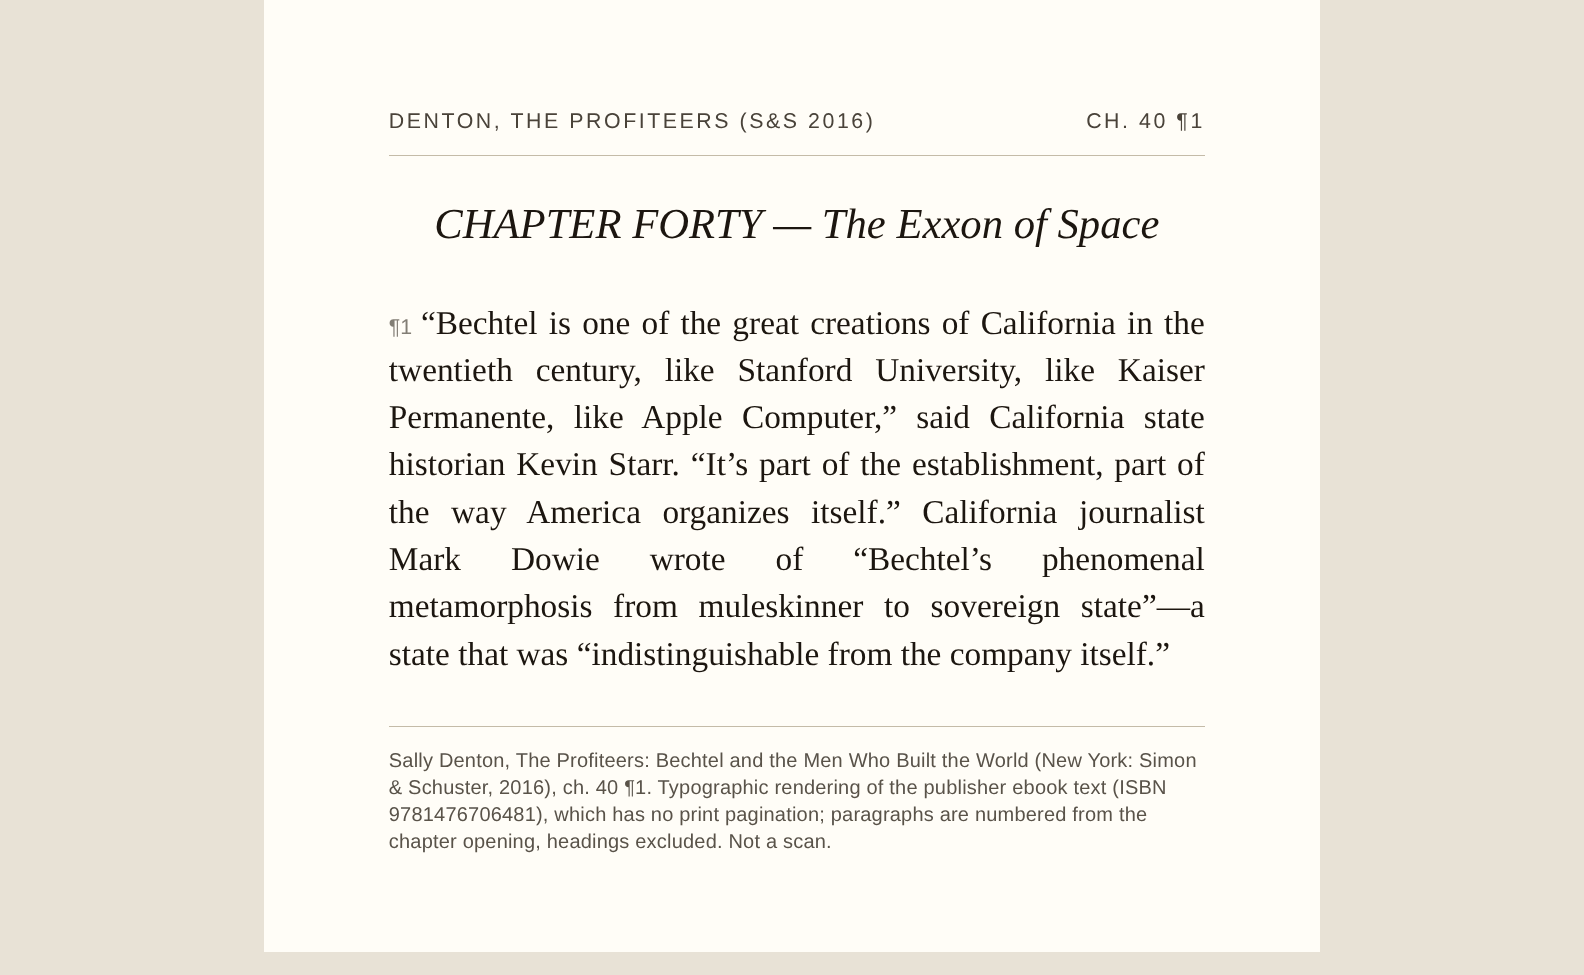 DENTON, THE PROFITEERS (S&S 2016)
CH. 40 ¶1
CHAPTER FORTY — The Exxon of Space
¶1 “Bechtel is one of the great creations of California in the
twentieth century, like Stanford University, like Kaiser
Permanente, like Apple Computer,” said California state
historian Kevin Starr. “It’s part of the establishment, part of
the way America organizes itself.” California journalist
Mark Dowie wrote of “Bechtel’s phenomenal
metamorphosis from muleskinner to sovereign state”—a
state that was “indistinguishable from the company itself.”
Sally Denton, The Profiteers: Bechtel and the Men Who Built the World (New York: Simon
& Schuster, 2016), ch. 40 ¶1. Typographic rendering of the publisher ebook text (ISBN
9781476706481), which has no print pagination; paragraphs are numbered from the
chapter opening, headings excluded. Not a scan.